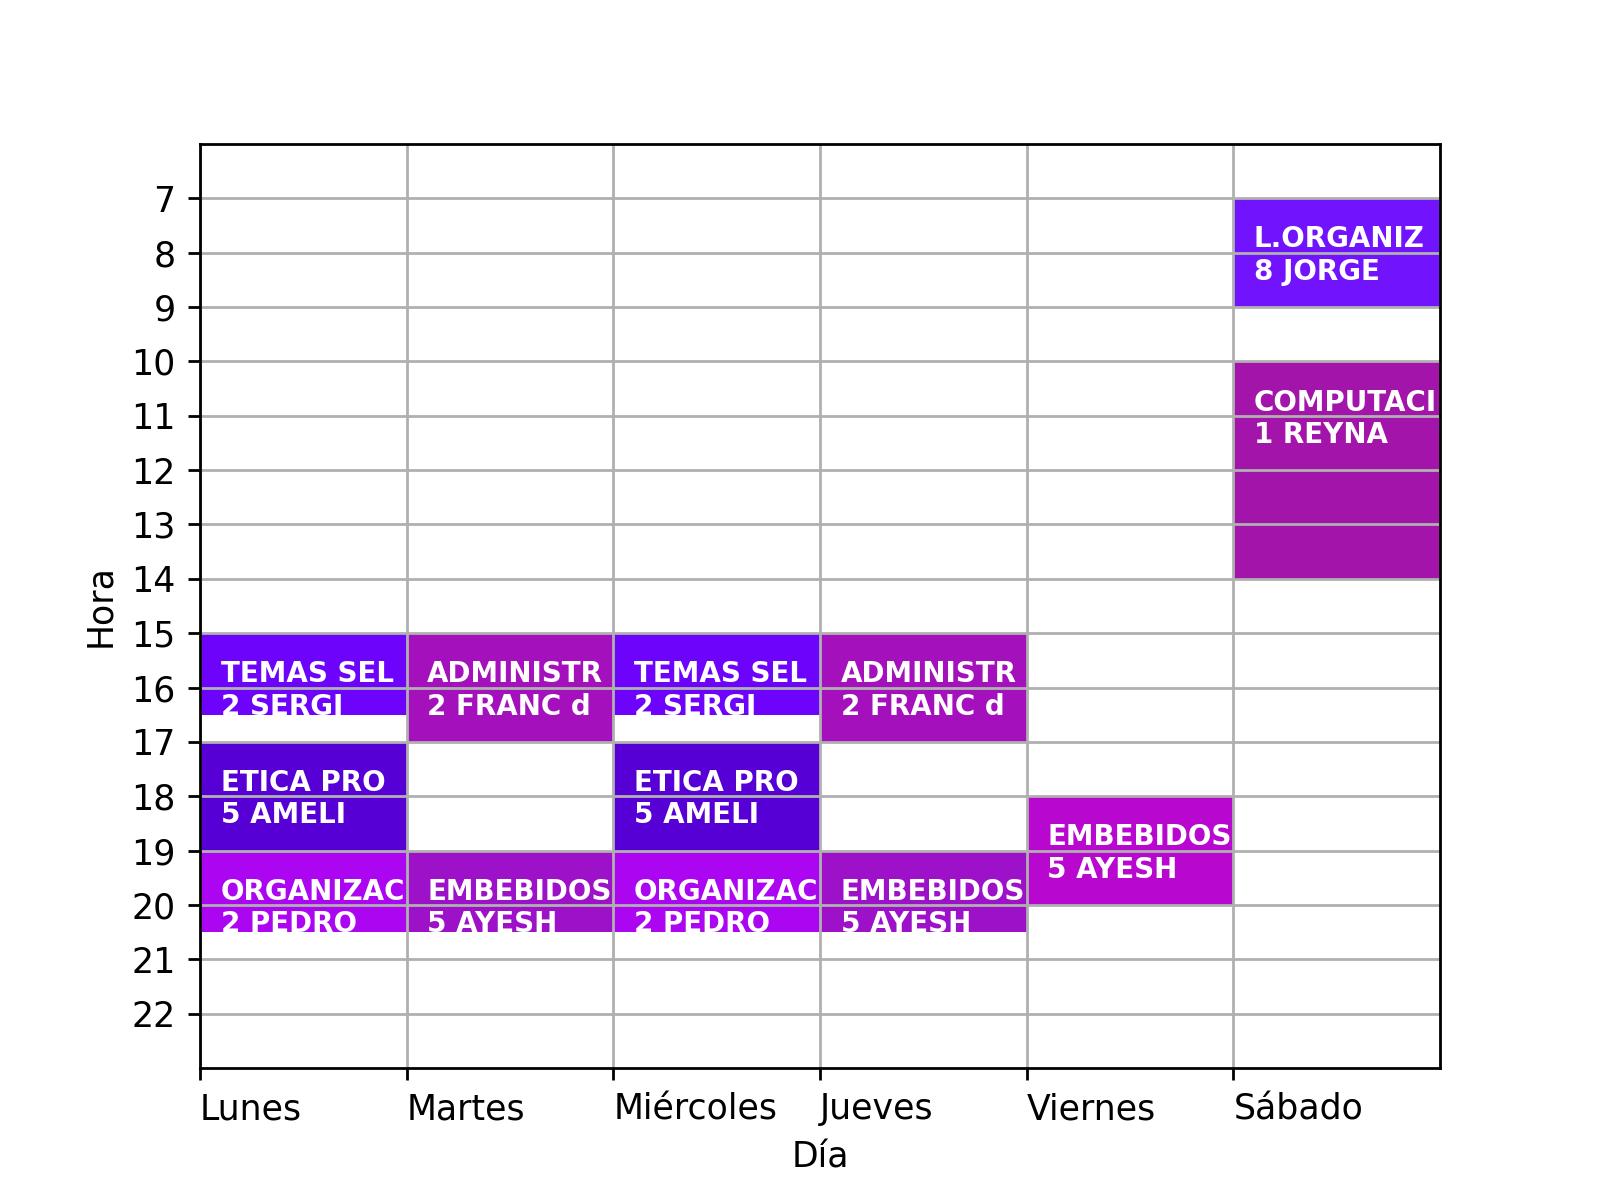 7
8
9
10
11
12
13
14
15
16
17
18
19
20
21
22
Hora
L.ORGANIZ
8 JORGE
COMPUTACI
1 REYNA
TEMAS SEL
2 SERGI
ADMINISTR
2 FRANC d
TEMAS SEL
2 SERGI
ADMINISTR
2 FRANC d
ETICA PRO
5 AMELI
ETICA PRO
5 AMELI
EMBEBIDOS
5 AYESH
ORGANIZAC
2 PEDRO
EMBEBIDOS
5 AYESH
ORGANIZAC
2 PEDRO
EMBEBIDOS
5 AYESH
Lunes Martes Miércoles Jueves Viernes Sábado
Día